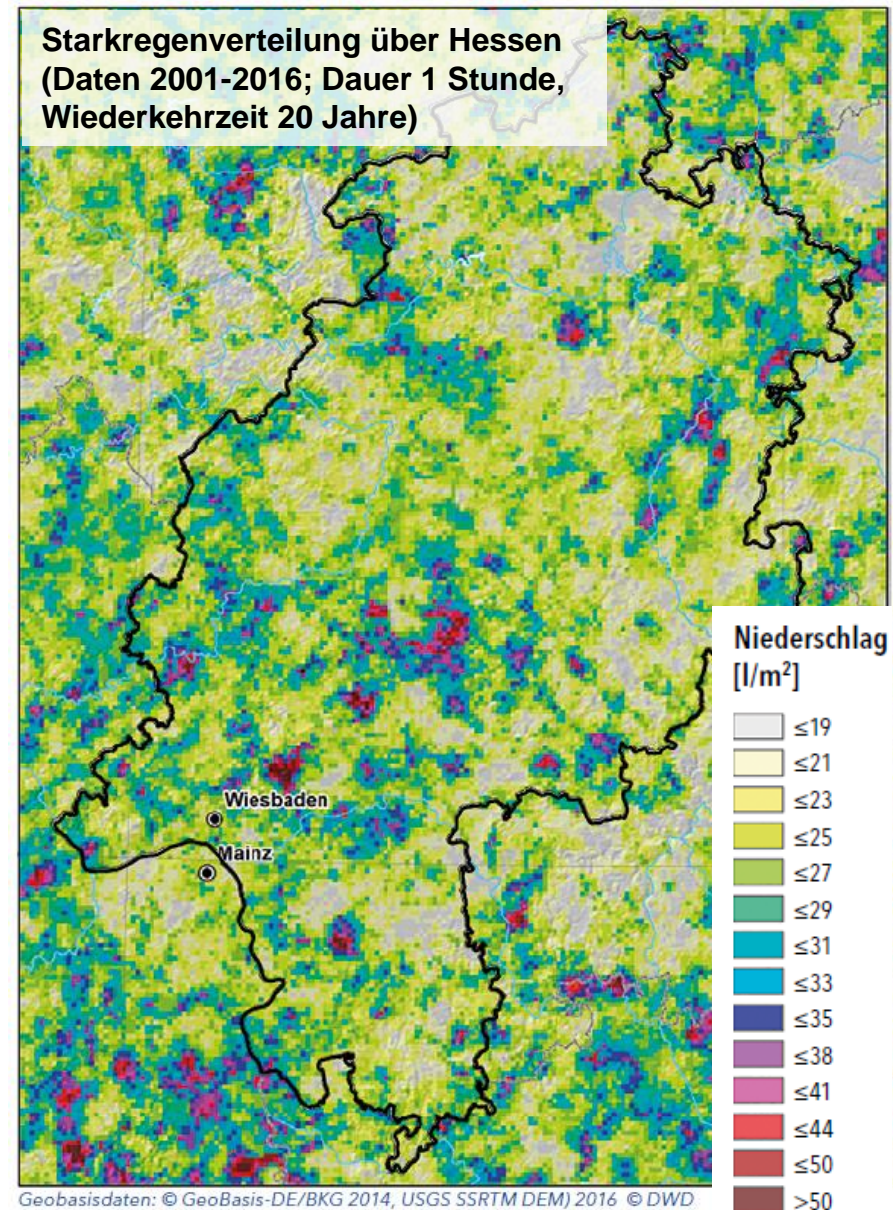 Starkregenverteilung über Hessen
(Daten 2001-2016; Dauer 1 Stunde,
Wiederkehrzeit 20 Jahre)
Wiesbaden
Mainz
Niederschlag
[l/m²]
≤19
≤21
≤23
≤25
≤27
≤29
≤31
≤33
≤35
≤38
≤41
≤44
≤50
>50
Geobasisdaten: © GeoBasis-DE/BKG 2014, USGS SSRTM DEM) 2016 © DWD